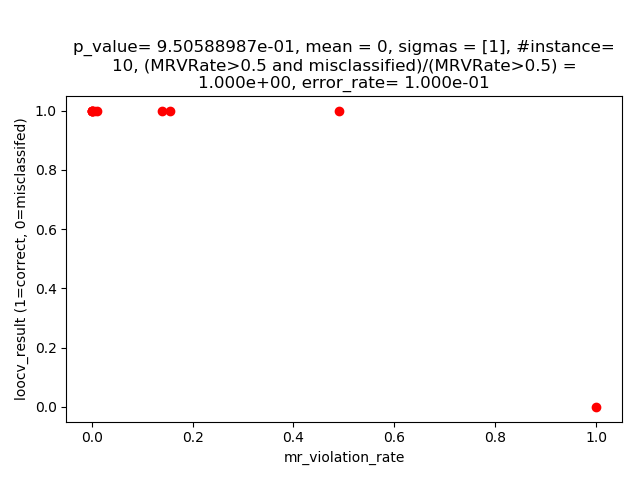 p_value= 9.50588987e-01, mean = 0, sigmas = [1], #instance=
10, (MRVRate>0.5 and misclassified)/(MRVRate>0.5) =
1.000e+00, error_rate= 1.000e-01
loocv_result (1=correct, 0=misclassifed)
1.0
0.8
0.6
0.4
0.2
0.0
0.0 0.2 0.4 0.6 0.8 1.0
mr_violation_rate